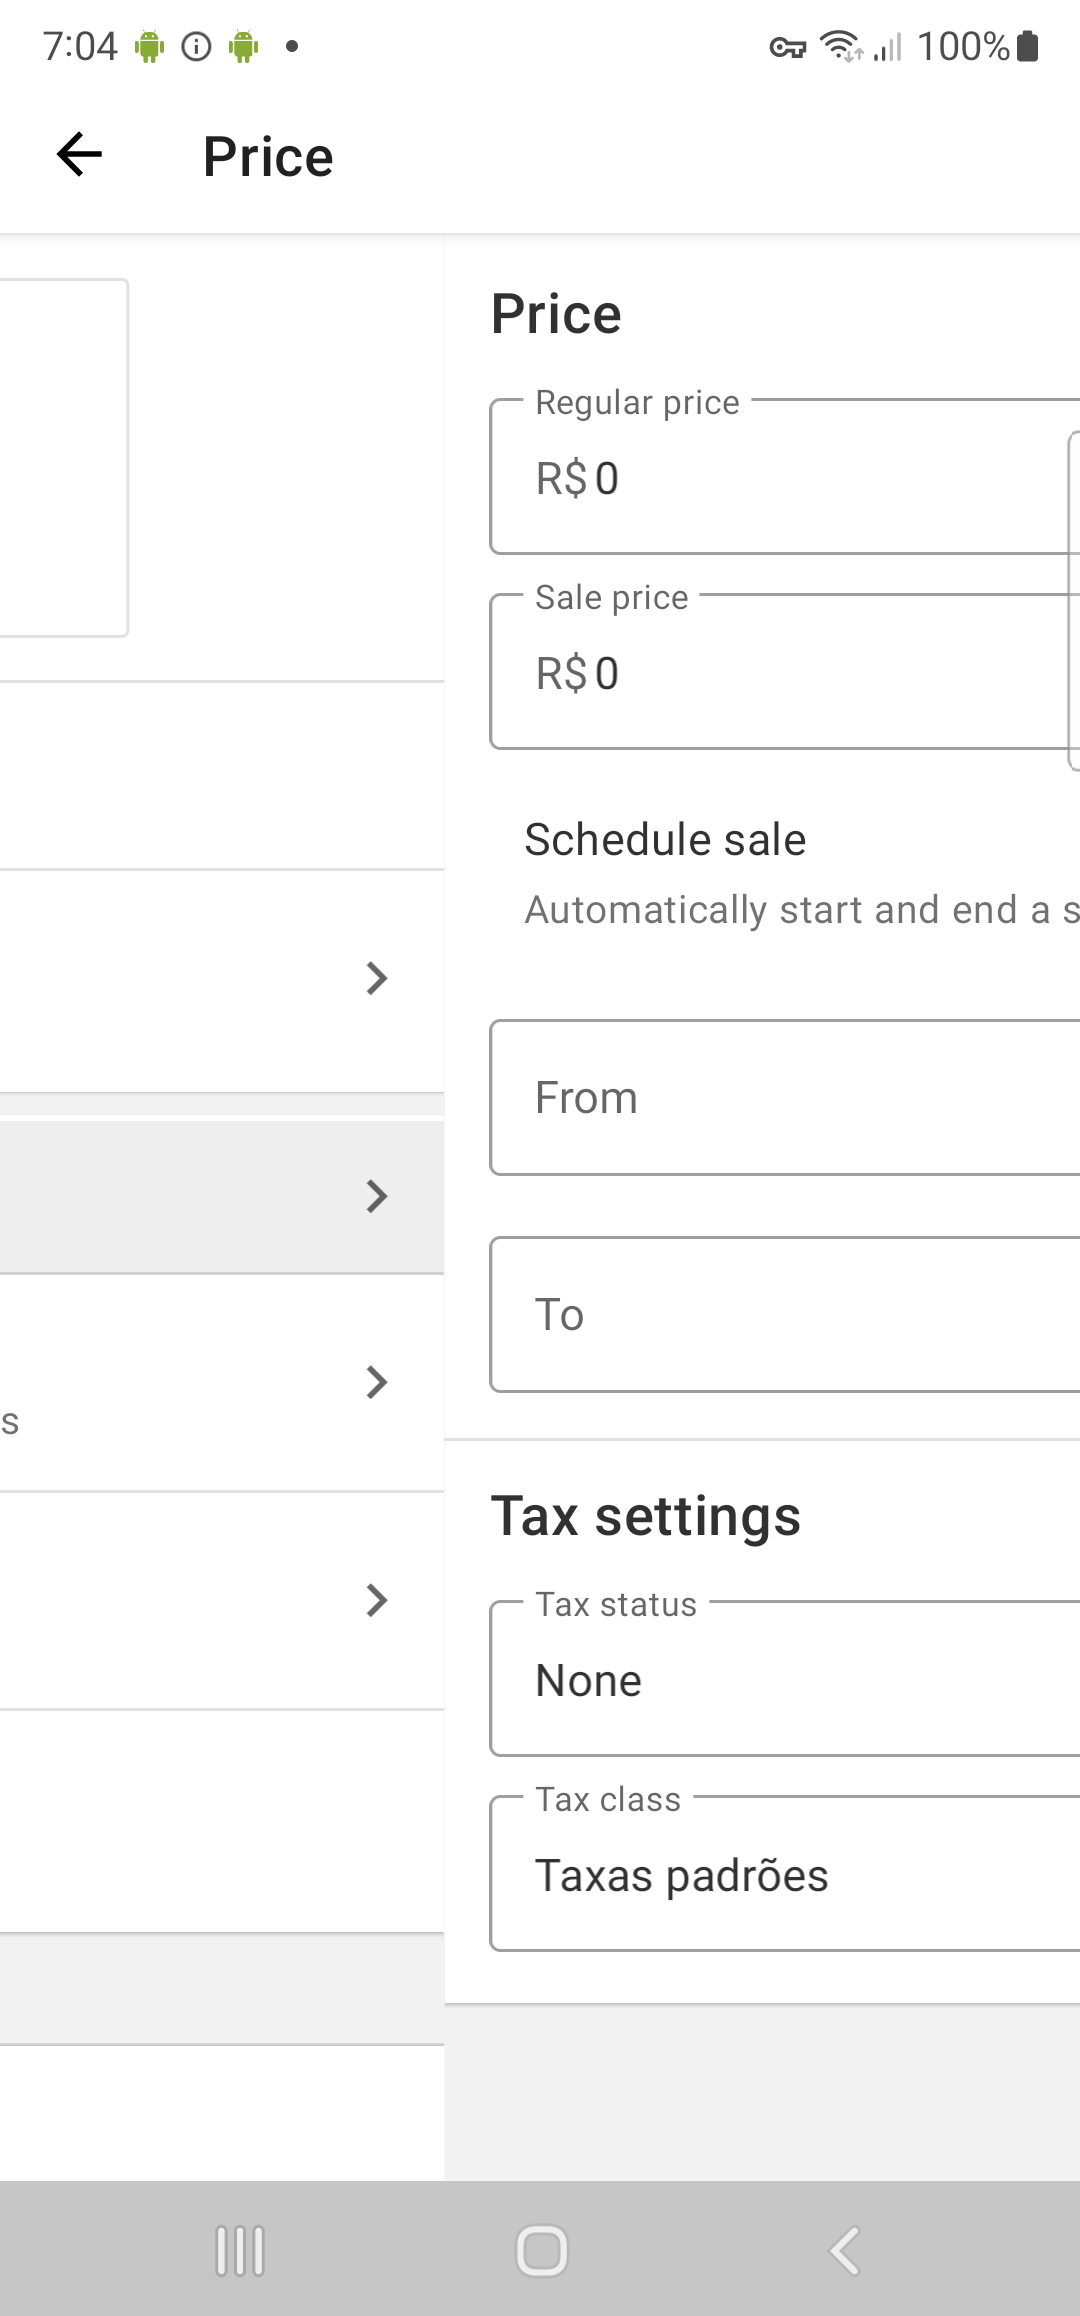 7:04 100%
Price
Price
Regular price
R$ 0
Sale price
R$ 0
Schedule sale
Automatically start and end a s
From
To
s
Tax settings
Tax status
None
Tax class
Taxas padrões